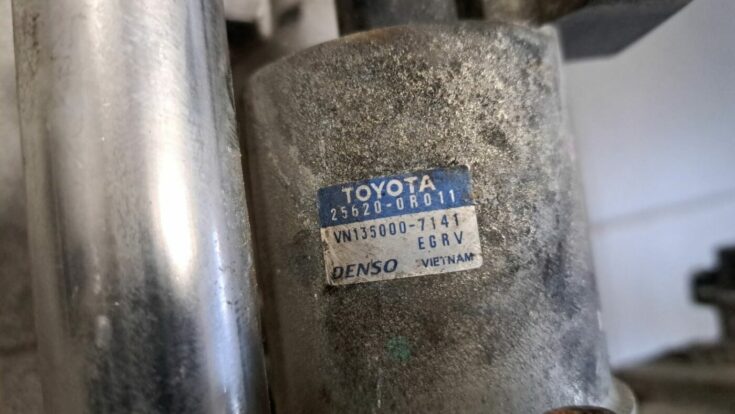 TOYOTA
25620-0R011
VN135000-7141
EGRV
DENSO VIETNAM